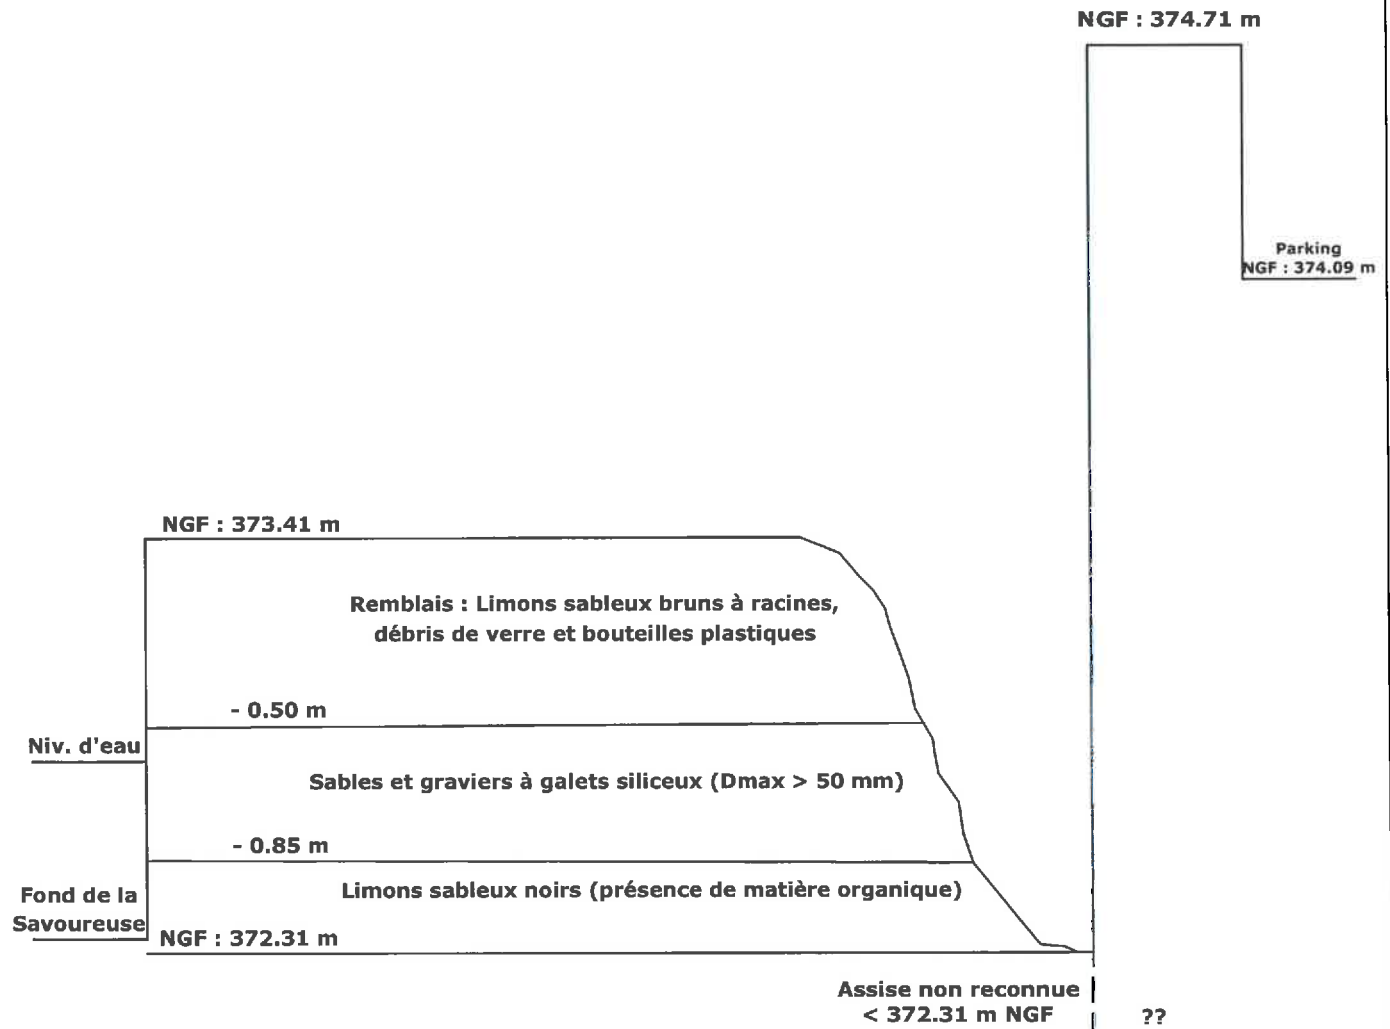 NGF : 374.71 m
Parking
NGF : 374.09 m
NGF : 373.41 m
Remblais : Limons sableux bruns à racines,
débris de verre et bouteilles plastiques
- 0.50 m
Niv. d'eau
Sables et graviers à galets siliceux (Dmax > 50 mm)
- 0.85 m
Limons sableux noirs (présence de matière organique)
Fond de la
Savoureuse
NGF : 372.31 m
Assise non reconnue
< 372.31 m NGF
??